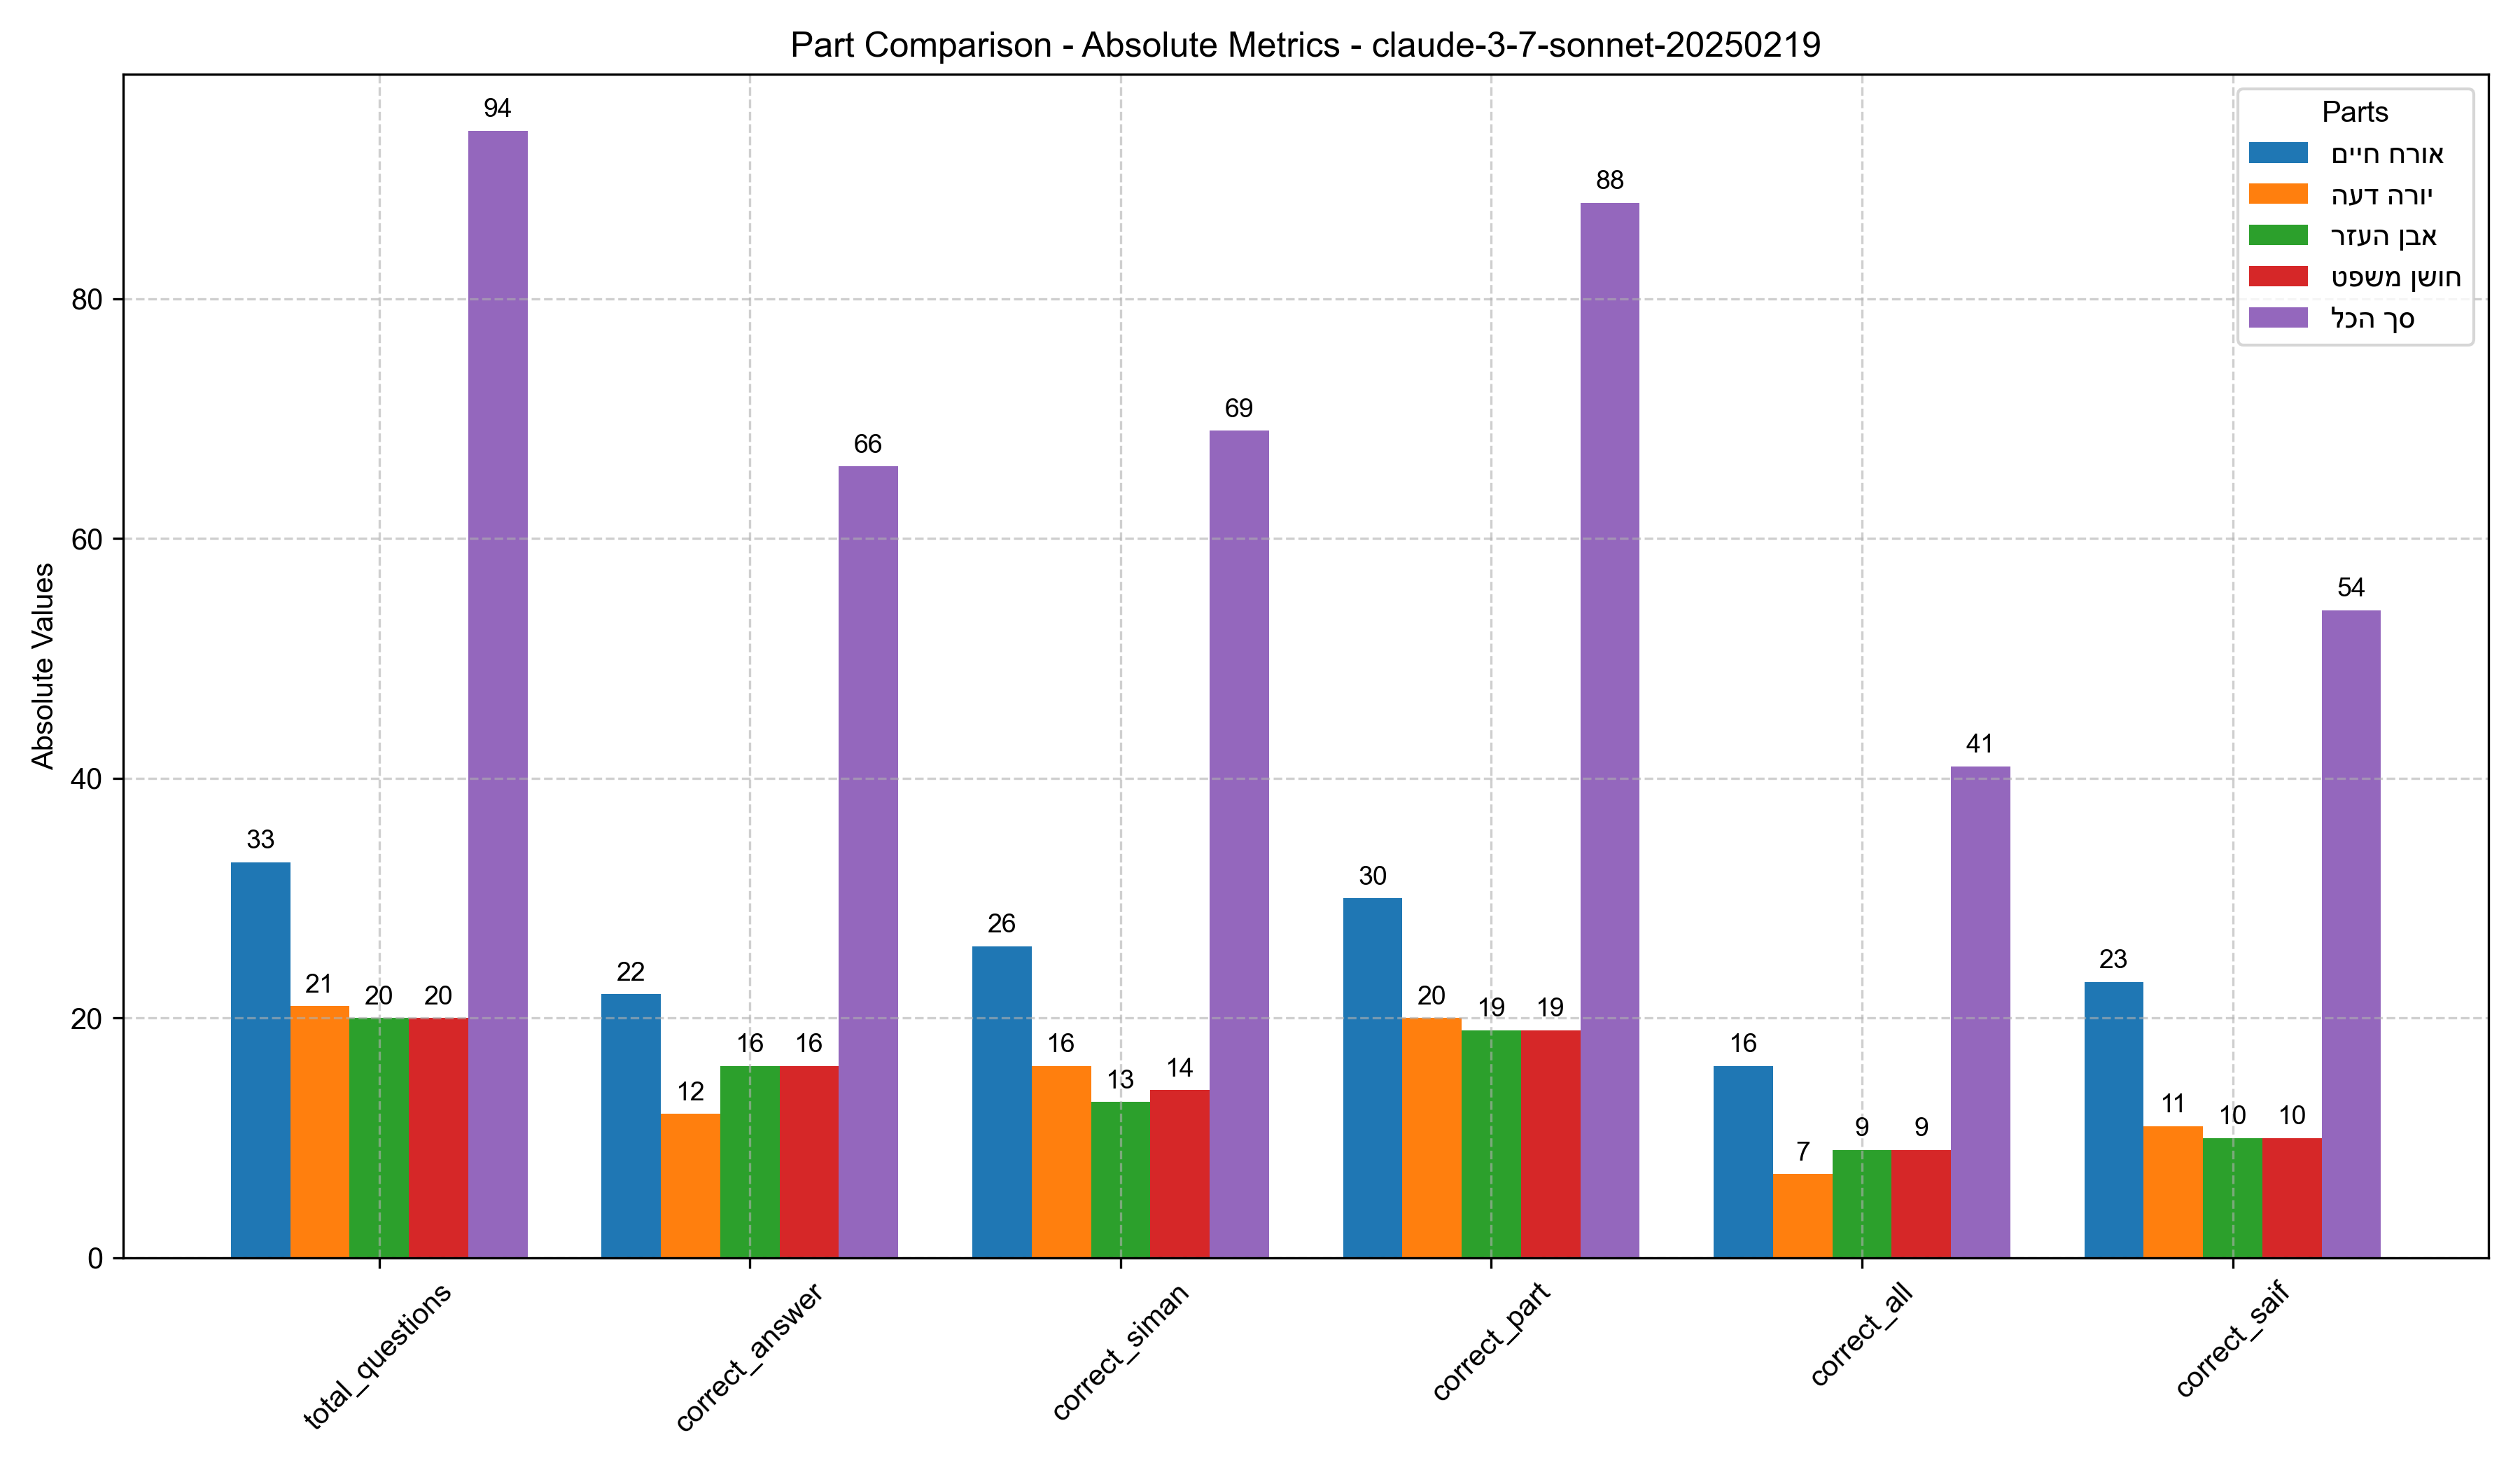 Part Comparison - Absolute Metrics - claude-3-7-sonnet-20250219
Parts
אורח חיים
יורה דעה
אבן העזר
חושן משפט
סך הכל
Absolute Values
80
60
40
20
0
33
21
20
20
94
22
12
16
16
66
26
16
13
14
69
30
20
19
19
88
16
7
9
9
41
23
11
10
10
54
total_questions
correct_answer
correct_siman
correct_part
correct_all
correct_saif